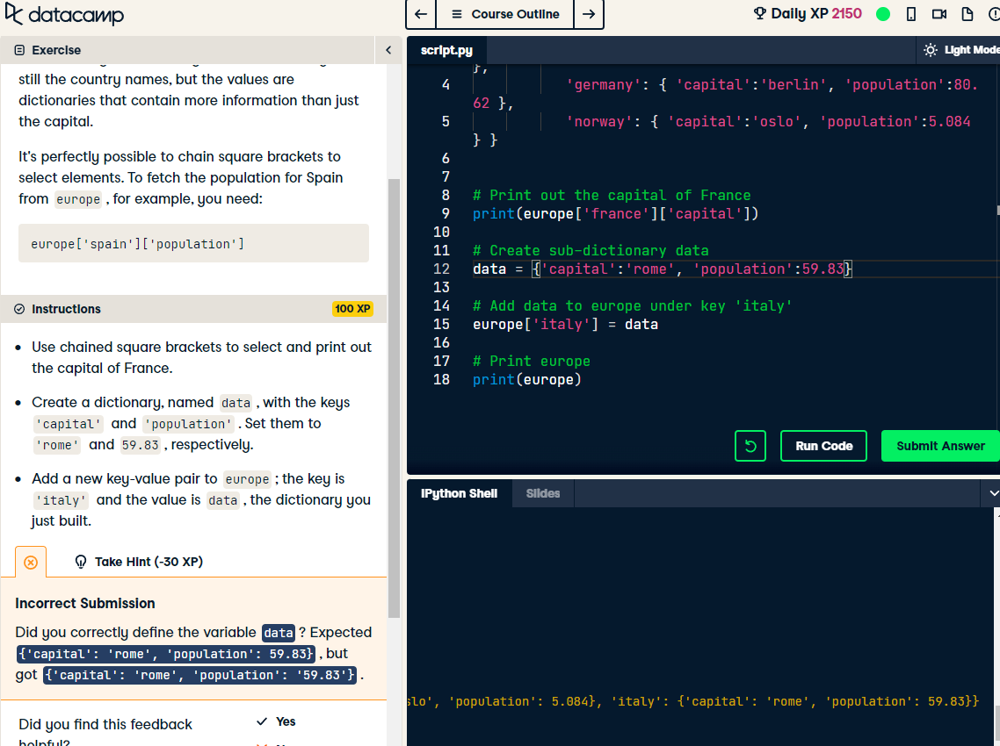 datacamp
Course Outline
Daily XP 2150
Exercise
still the country names, but the values are
dictionaries that contain more information than just
the capital.
It's perfectly possible to chain square brackets to
select elements. To fetch the population for Spain
from europe , for example, you need:
europe['spain']['population']
Instructions
100 XP
• Use chained square brackets to select and print out
the capital of France.
• Create a dictionary, named data , with the keys
'capital' and 'population' . Set them to
'rome' and 59.83 , respectively.
• Add a new key-value pair to europe ; the key is
'italy' and the value is data , the dictionary you
just built.
Take Hint (-30 XP)
Incorrect Submission
Did you correctly define the variable data ? Expected
{'capital': 'rome', 'population': 59.83} , but
got {'capital': 'rome', 'population': '59.83'} .
Did you find this feedback
helpful?
Yes
script.py
Light Mode
},
4 'germany': { 'capital':'berlin', 'population':80.
62 },
5 'norway': { 'capital':'oslo', 'population':5.084
} }
6
7
8 # Print out the capital of France
9 print(europe['france']['capital'])
10
11 # Create sub-dictionary data
12 data = {'capital':'rome', 'population':59.83}
13
14 # Add data to europe under key 'italy'
15 europe['italy'] = data
16
17 # Print europe
18 print(europe)
Run Code
Submit Answer
IPython Shell
Slides
slo', 'population': 5.084}, 'italy': {'capital': 'rome', 'population': 59.83}}